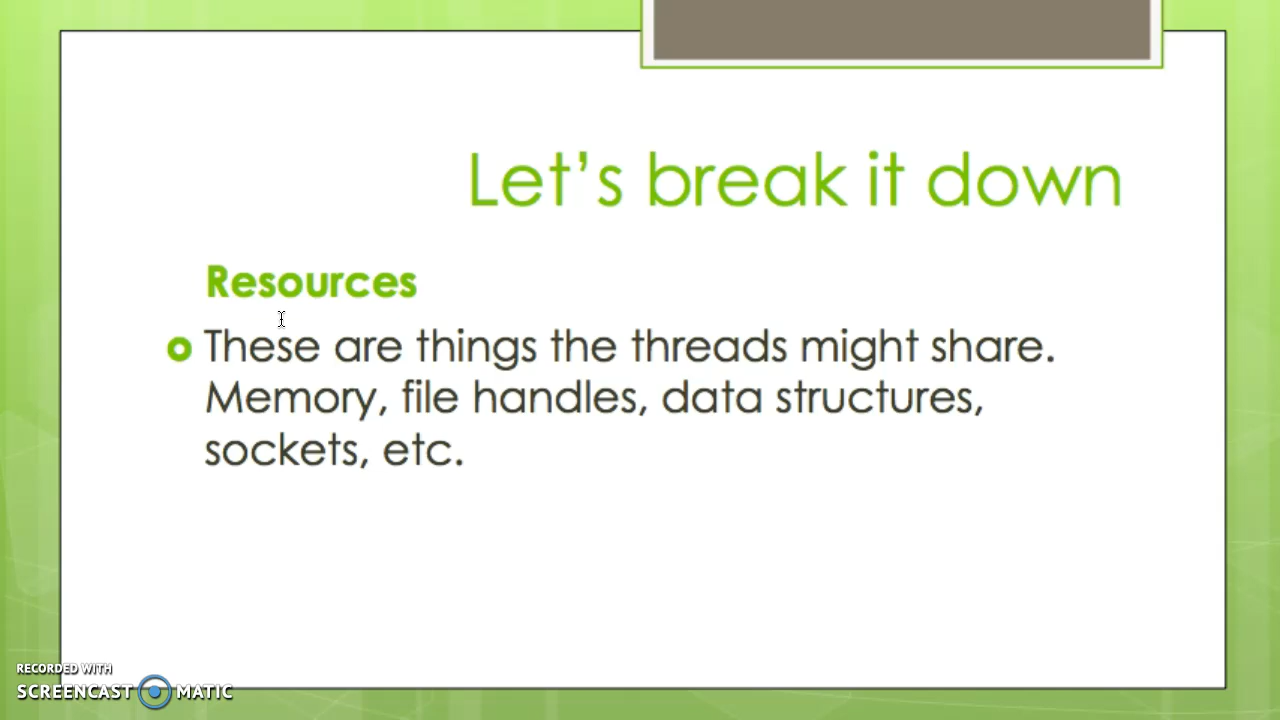 Let's break it down
Resources
These are things the threads might share.
Memory, file handles, data structures,
sockets, etc.
RECORDED WITH
SCREENCAST MATIC